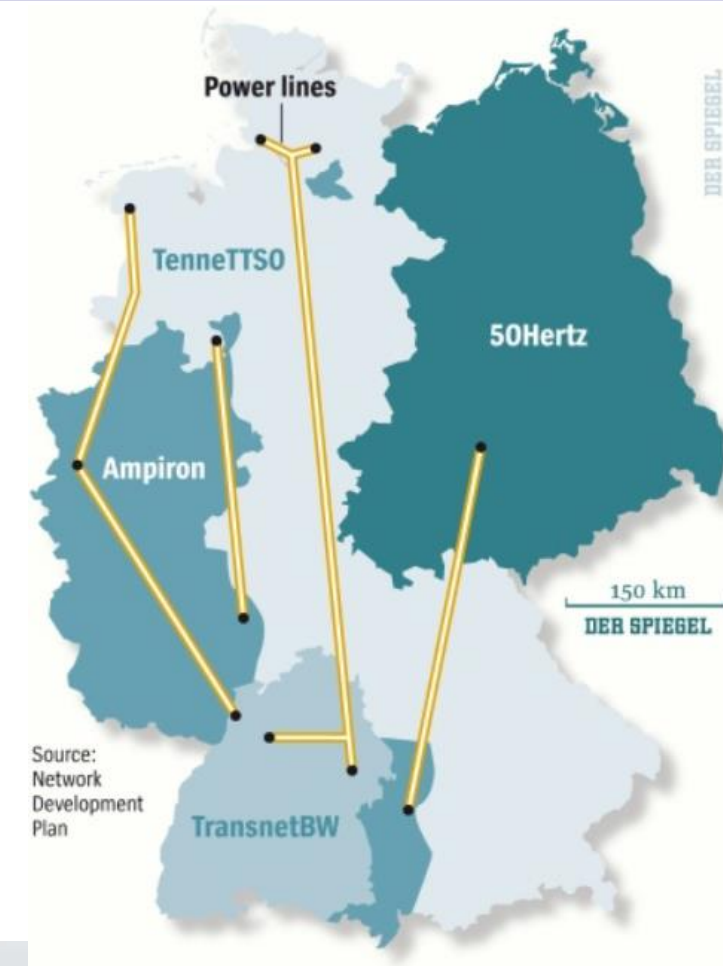 Power lines
DER SPIEGEL
TenneTTSO
50Hertz
Ampiron
150 km
DER SPIEGEL
Source:
Network
Development
Plan
TransnetBW